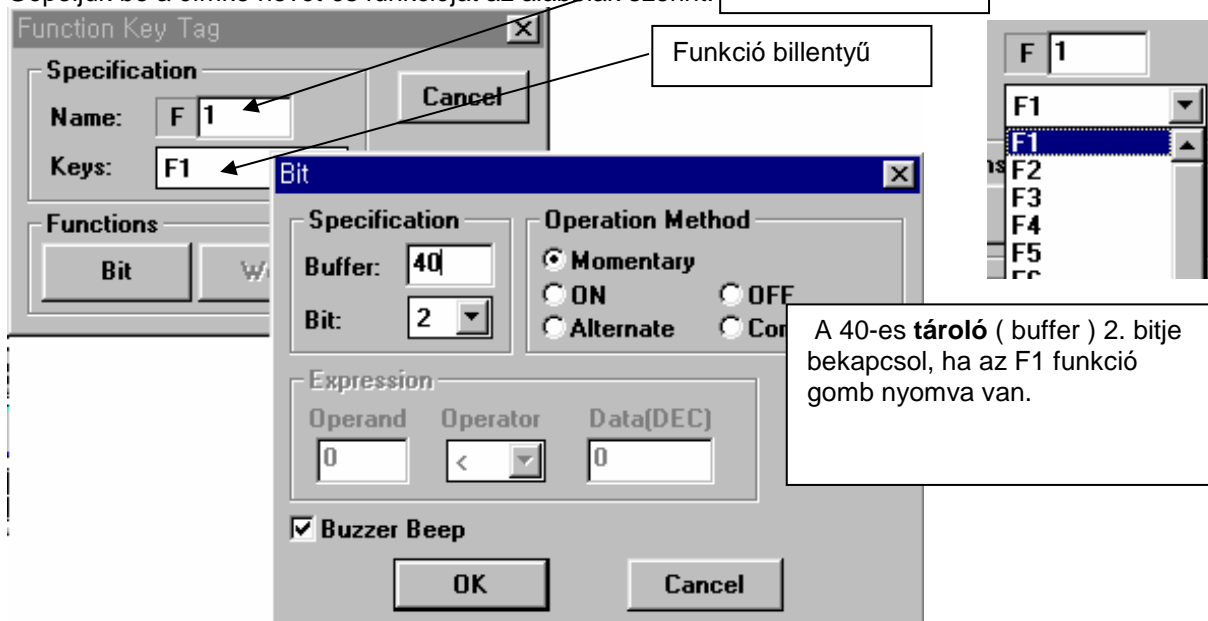 Gépeljük be a címke nevét és funkcióját az alábbiak szerint:
Function Key Tag
Specification
Name: F 1
Keys: F1
Cancel
Functions
Bit
Funkció billentyű
F 1
F1
F1
F2
F3
F4
F5
Bit
Specification
Buffer: 40
Bit: 2
Operation Method
Momentary
ON OFF
Alternate
Expression
Operand Operator Data(DEC)
0 < 0
Buzzer Beep
OK Cancel
A 40-es tároló ( buffer ) 2. bitje
bekapcsol, ha az F1 funkció
gomb nyomva van.